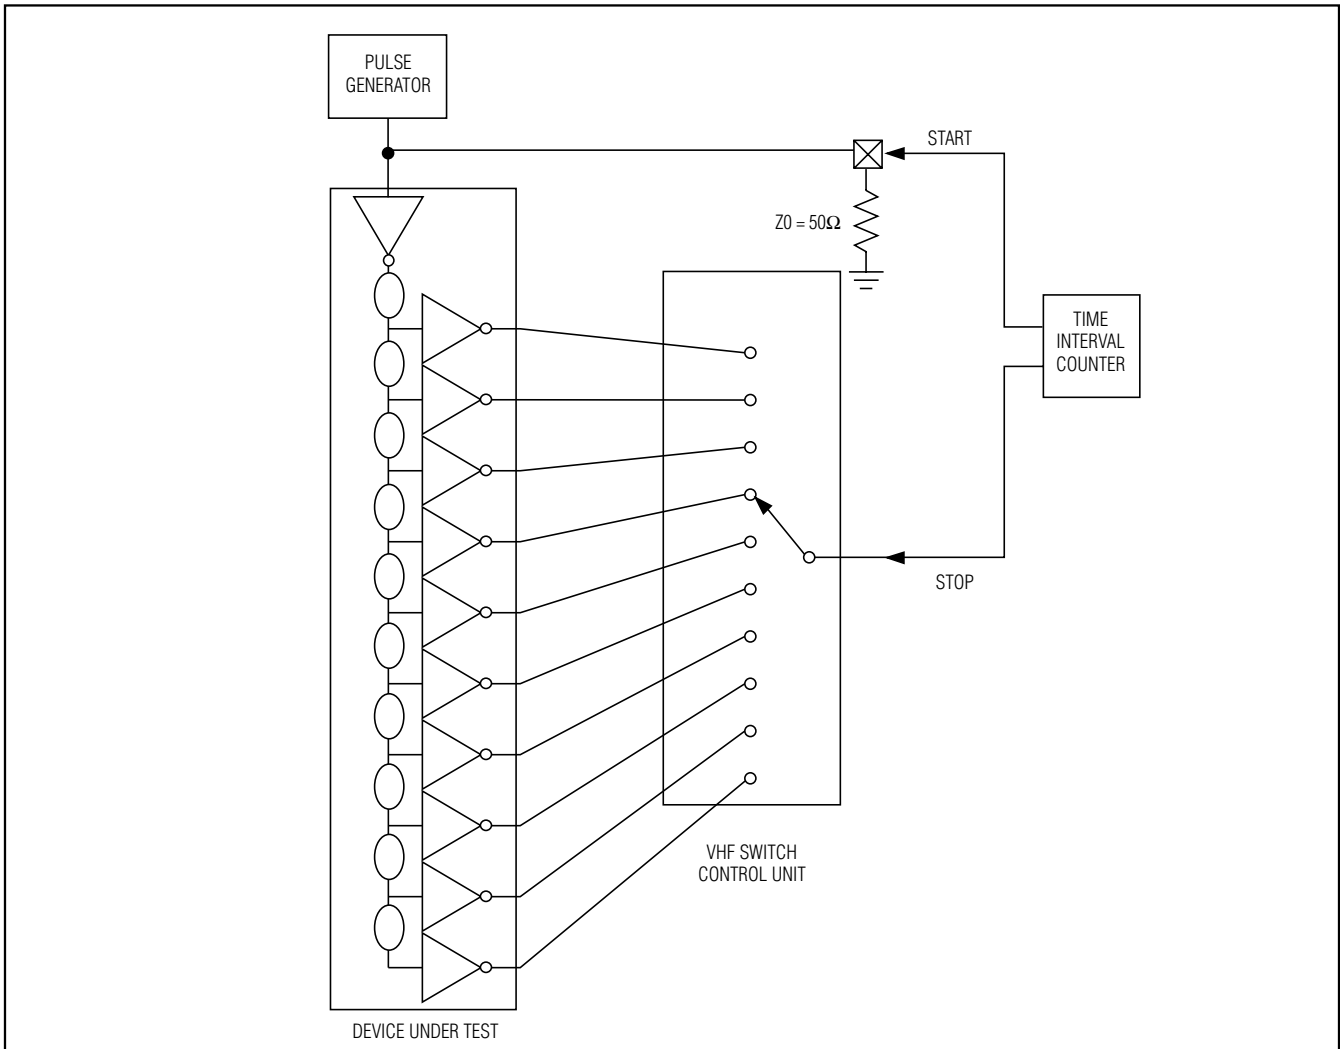 PULSE
GENERATOR
START
Z0 = 50Ω
TIME
INTERVAL
COUNTER
STOP
VHF SWITCH
CONTROL UNIT
DEVICE UNDER TEST